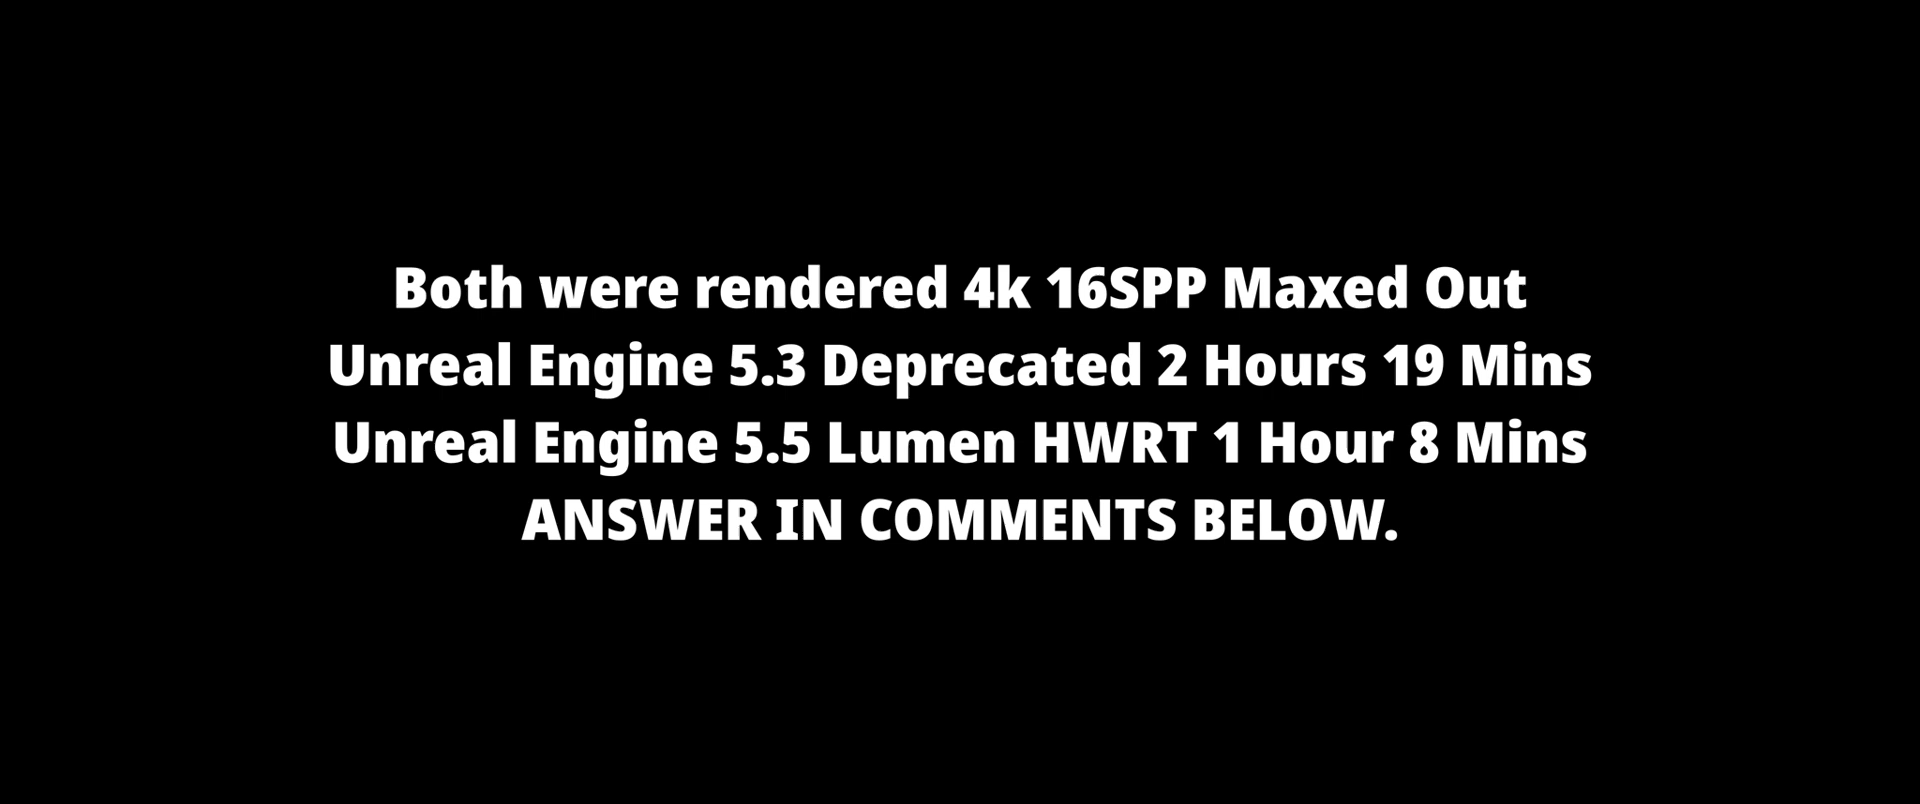 Both were rendered 4k 16SPP Maxed Out
Unreal Engine 5.3 Deprecated 2 Hours 19 Mins
Unreal Engine 5.5 Lumen HWRT 1 Hour 8 Mins
ANSWER IN COMMENTS BELOW.